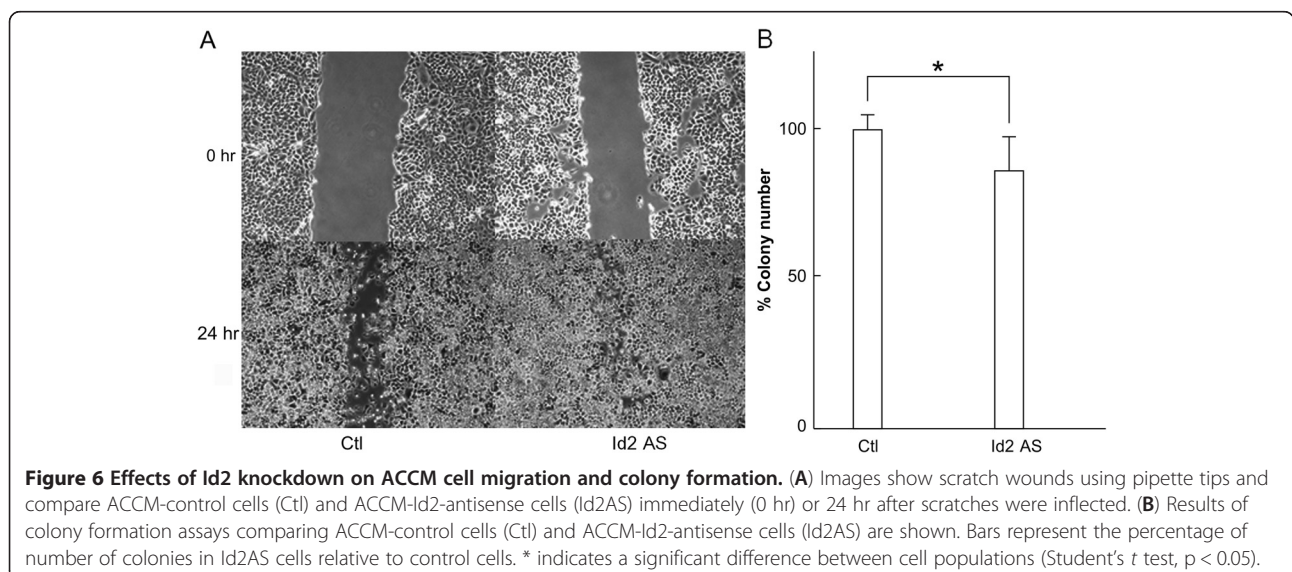 A
B
0 hr
24 hr
Ctl
Id2 AS
*
% Colony number
100
50
0
Ctl
Id2 AS
Figure 6 Effects of Id2 knockdown on ACCM cell migration and colony formation. (A) Images show scratch wounds using pipette tips and
compare ACCM-control cells (Ctl) and ACCM-Id2-antisense cells (Id2AS) immediately (0 hr) or 24 hr after scratches were inflected. (B) Results of
colony formation assays comparing ACCM-control cells (Ctl) and ACCM-Id2-antisense cells (Id2AS) are shown. Bars represent the percentage of
number of colonies in Id2AS cells relative to control cells. * indicates a significant difference between cell populations (Student's t test, p < 0.05).